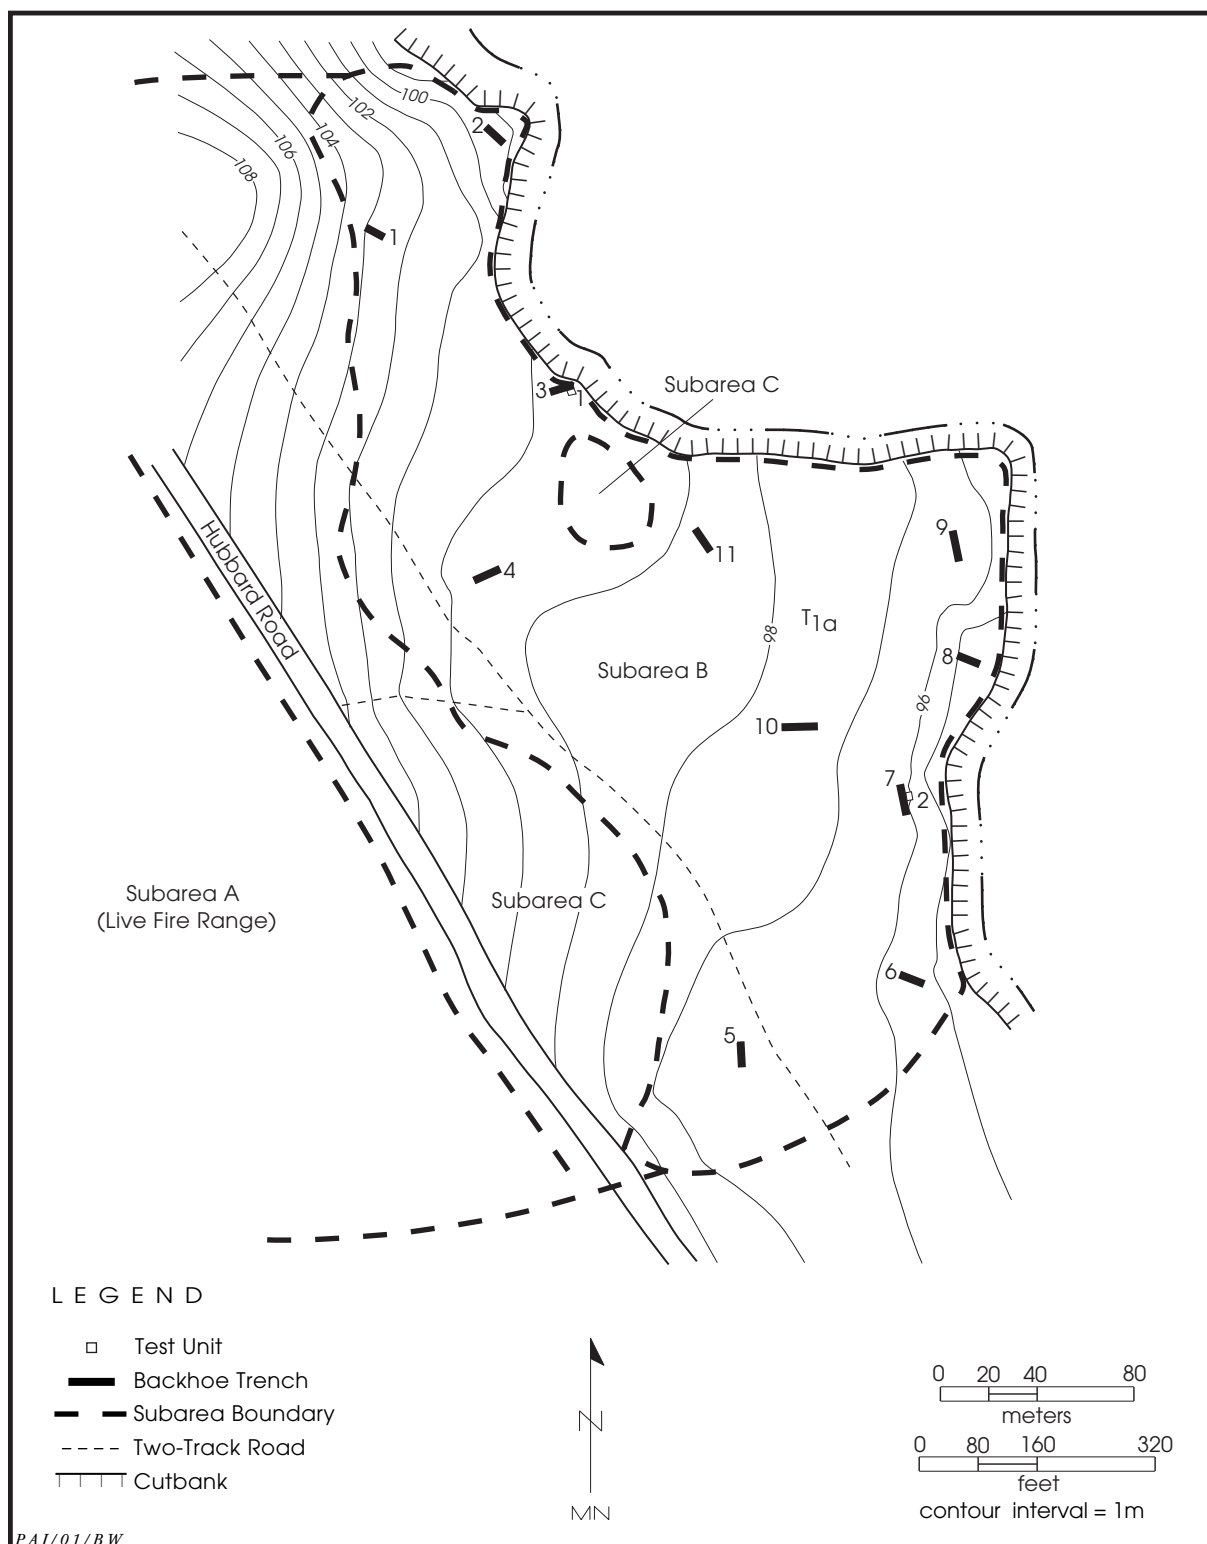 100
102
104
106
108
2
1
3
1
Subarea C
Hubbard Road
4
11
9
T1a
98
Subarea B
8
96
10
7
2
Subarea A
(Live Fire Range)
Subarea C
6
5
LEGEND
Test Unit
Backhoe Trench
Subarea Boundary
Two-Track Road
Cutbank
N
MN
0 20 40 80
meters
0 80 160 320
feet
contour interval = 1m
PAI/01/BW